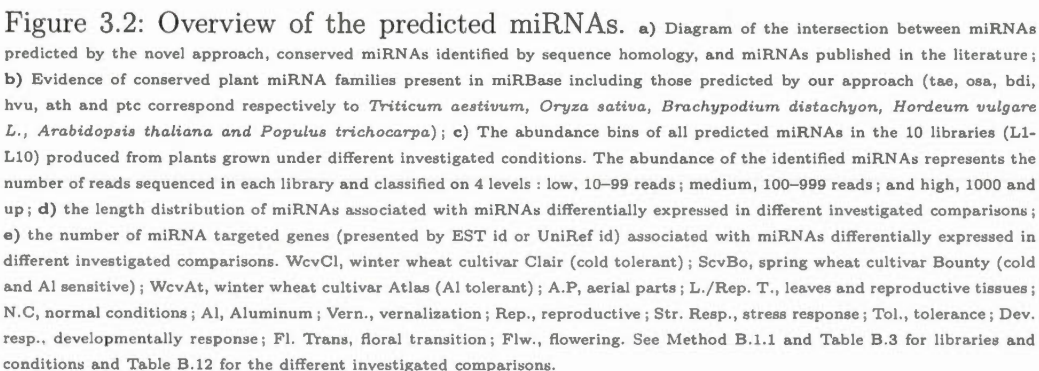 Figure 3.2: Overview of the predicted miRNAs. a) Diagram of the intersection between miRNAs
predicted by the novel approach, conserved miRNAs identified by sequence homology, and miRNAs published in the literature ;
b) Evidence of conserved plant miRNA families present in miRBase including those predicted by our approach (tae, osa, bdi,
hvu, ath and ptc correspond respectively to Triticum aestivum, Oryza sativa, Brachypodium distachyon, Hordeum vulgare
L., Arabidopsis thaliana and Populus trichocarpa) ; c) The abundance bins of all predicted miRNAs in the 10 libraries (L1-
L10) produced from plants grown under different investigated conditions. The abundance of the identified miRNAs represents the
number of reads sequenced in each library and classified on 4 levels : low, 10–99 reads ; medium, 100–999 reads ; and high, 1000 and
up ; d) the length distribution of miRNAs associated with miRNAs differentially expressed in different investigated comparisons ;
e) the number of miRNA targeted genes (presented by EST id or UniRef id) associated with miRNAs differentially expressed in
different investigated comparisons. WcvCl, winter wheat cultivar Clair (cold tolerant) ; ScvBo, spring wheat cultivar Bounty (cold
and Al sensitive) ; WcvAt, winter wheat cultivar Atlas (Al tolerant) ; A.P, aerial parts ; L./Rep. T., leaves and reproductive tissues ;
N.C, normal conditions ; Al, Aluminum ; Vern., vernalization ; Rep., reproductive ; Str. Resp., stress response ; Tol., tolerance ; Dev.
resp., developmentally response ; Fl. Trans, floral transition ; Flw., flowering. See Method B.1.1 and Table B.3 for libraries and
conditions and Table B.12 for the different investigated comparisons.